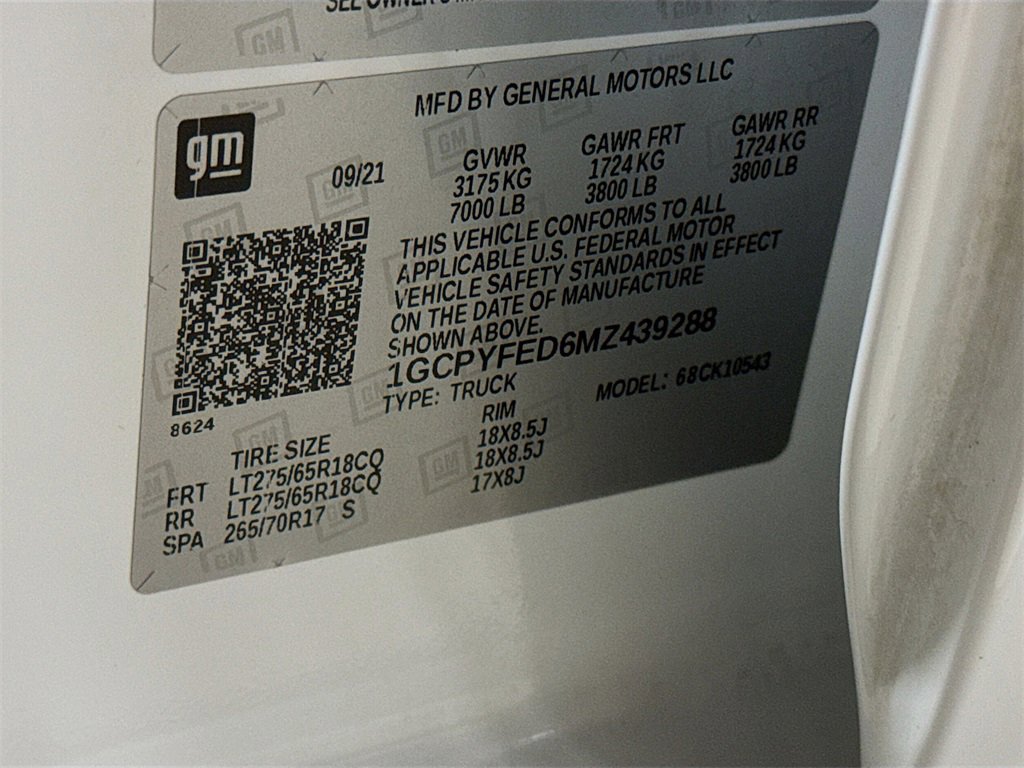 SEE OWNER'S
MFD BY GENERAL MOTORS LLC
gm
09/21
GVWR GAWR FRT GAWR RR
3175 KG 1724 KG 1724 KG
7000 LB 3800 LB 3800 LB
THIS VEHICLE CONFORMS TO ALL
APPLICABLE U.S. FEDERAL MOTOR
VEHICLE SAFETY STANDARDS IN EFFECT
ON THE DATE OF MANUFACTURE
SHOWN ABOVE.
1GCPYFED6MZ439288
TYPE: TRUCK MODEL: 68CK10543
8624
TIRE SIZE RIM
FRT LT275/65R18CQ 18X8.5J
RR LT275/65R18CQ 18X8.5J
SPA 265/70R17 S 17X8J